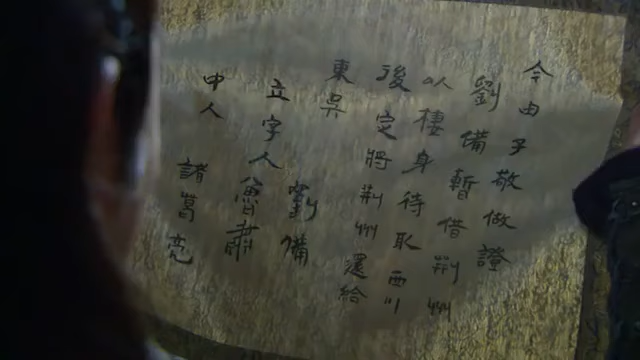 今由子敬做證
劉備暫借荊州
以棲身待取西川
後定將荊州還給
東吳
立字人 劉備
中人 魯肅
諸葛亮